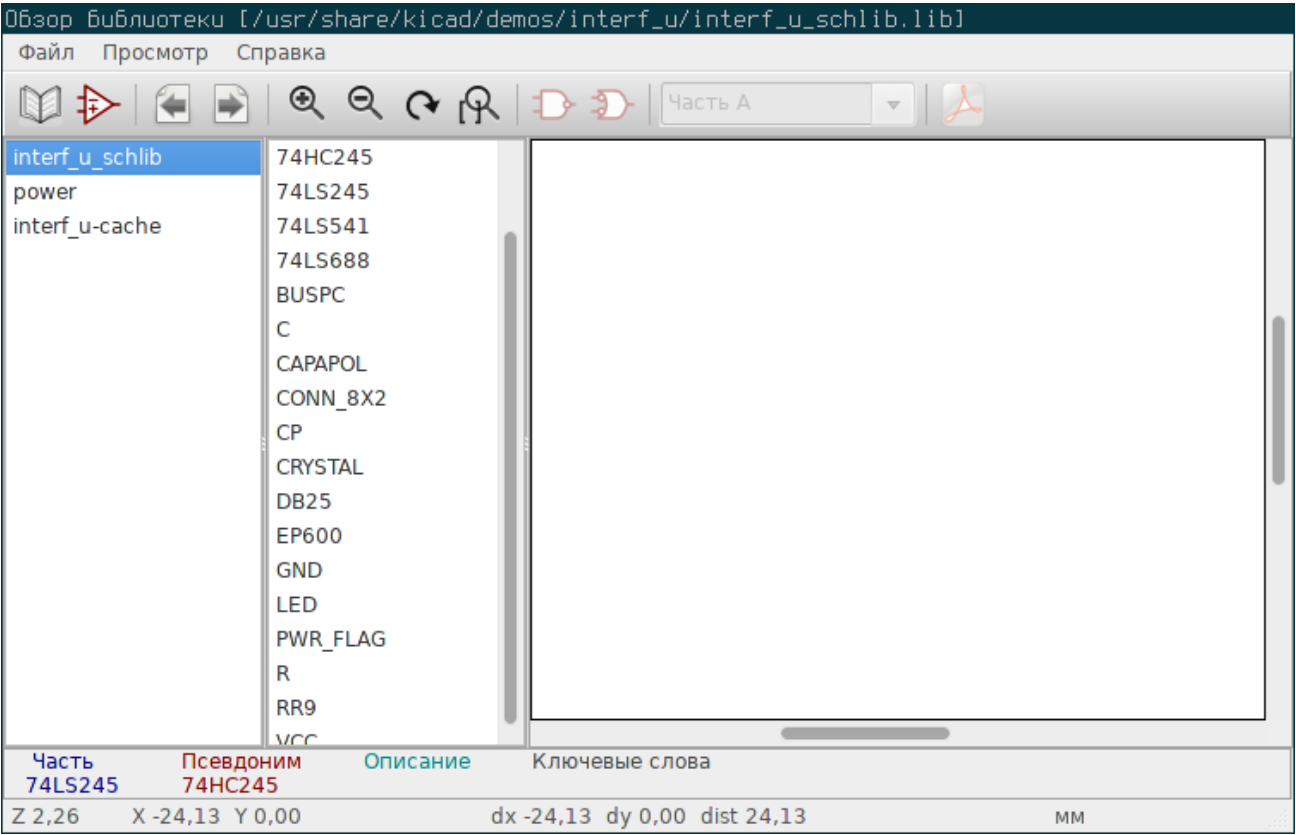 Обзор библиотеки [/usr/share/kicad/demos/interf_u/interf_u_schlib.lib]
Файл Просмотр Справка
Часть A
interf_u_schlib
power
interf_u-cache
74HC245
74LS245
74LS541
74LS688
BUSPC
C
CAPAPOL
CONN_8X2
CP
CRYSTAL
DB25
EP600
GND
LED
PWR_FLAG
R
RR9
VCC
Часть Псевдоним Описание Ключевые слова
74LS245 74HC245
Z 2,26 X -24,13 Y 0,00 dx -24,13 dy 0,00 dist 24,13 мм